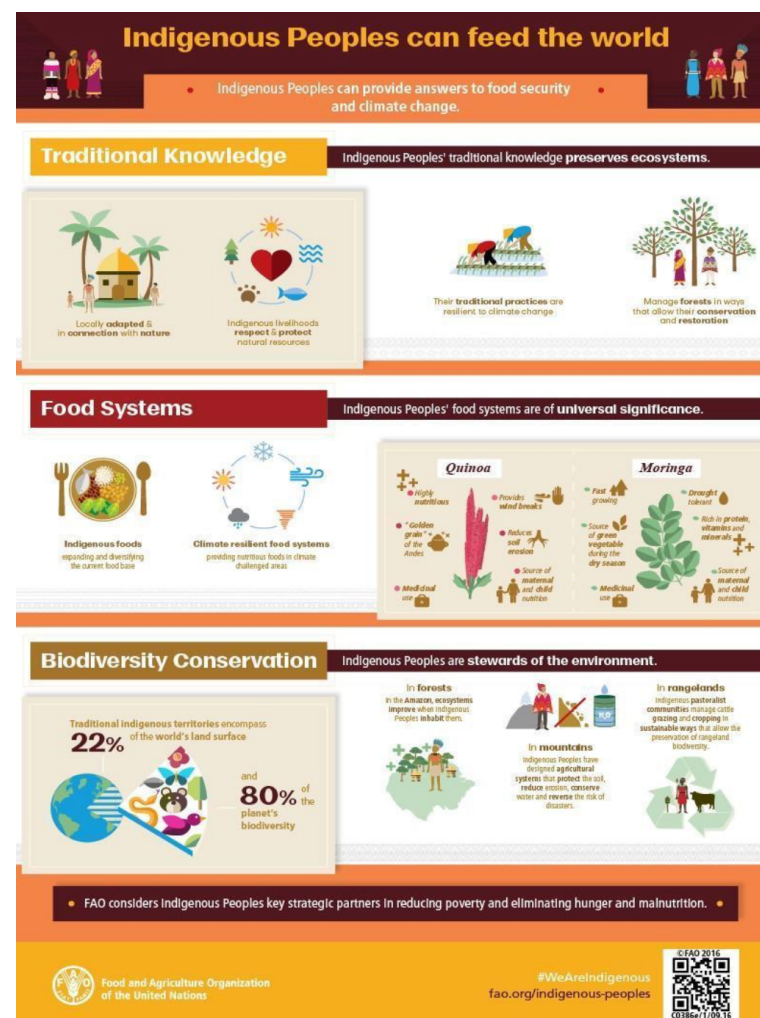 Indigenous Peoples can feed the world
Indigenous Peoples can provide answers to food security
and climate change.
Traditional Knowledge
Indigenous Peoples' traditional knowledge preserves ecosystems.
Locally adapted &
in connection with nature
Indigenous livelihoods
respect & protect
natural resources
Their traditional practices are
resilient to climate change
Manage forests in ways
that allow their conservation
and restoration
Food Systems
Indigenous Peoples' food systems are of universal significance.
Indigenous foods
expanding and diversifying
the current food base
Climate resilient food systems
providing nutritious foods in climate
challenged areas
Quinoa
Highly
nutritious
"Golden
grain"
of the
Andes
Medicinal
use
Provides
wind breaks
Reduces
soil
erosion
Source of
maternal
and child
nutrition
Moringa
Fast
growing
Source
of green
vegetable
during the
dry season
Medicinal
use
Drought
tolerant
Rich in protein,
vitamins and
minerals
Source of
maternal
and child
nutrition
Biodiversity Conservation
Indigenous Peoples are stewards of the environment.
Traditional indigenous territories encompass
22% of the world's land surface
and
80% of
the
planet's
biodiversity
In forests
In the Amazon, ecosystems
improve when Indigenous
Peoples inhabit them.
H₂O
In mountains
Indigenous Peoples have
designed agricultural
systems that protect the soil,
reduce erosion, conserve
water and reverse the risk of
disasters.
In rangelands
Indigenous pastoralist
communities manage cattle
grazing and cropping in
sustainable ways that allow the
preservation of rangeland
biodiversity.
FAO considers Indigenous Peoples key strategic partners in reducing poverty and eliminating hunger and malnutrition.
FAO
Food and Agriculture Organization
of the United Nations
#WeAreIndigenous
fao.org/indigenous-peoples
©FAO 2016
C0386e/1/09.16